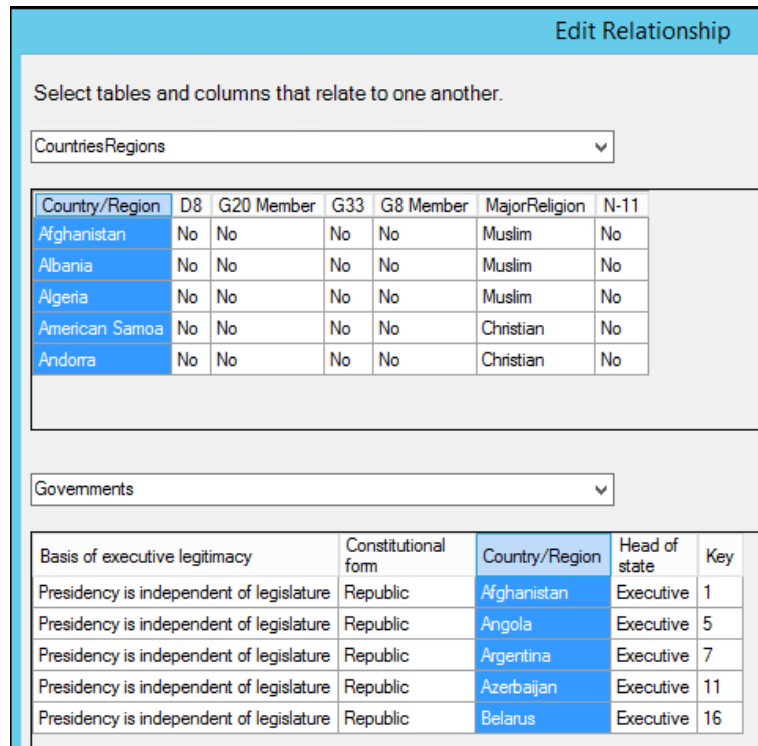 Edit Relationship
Select tables and columns that relate to one another.
CountriesRegions
Country/Region D8 G20 Member G33 G8 Member MajorReligion N-11
Afghanistan No No No No Muslim No
Albania No No No No Muslim No
Algeria No No No No Muslim No
American Samoa No No No No Christian No
Andorra No No No No Christian No
Governments
Basis of executive legitimacy Constitutional form Country/Region Head of state Key
Presidency is independent of legislature Republic Afghanistan Executive 1
Presidency is independent of legislature Republic Angola Executive 5
Presidency is independent of legislature Republic Argentina Executive 7
Presidency is independent of legislature Republic Azerbaijan Executive 11
Presidency is independent of legislature Republic Belarus Executive 16